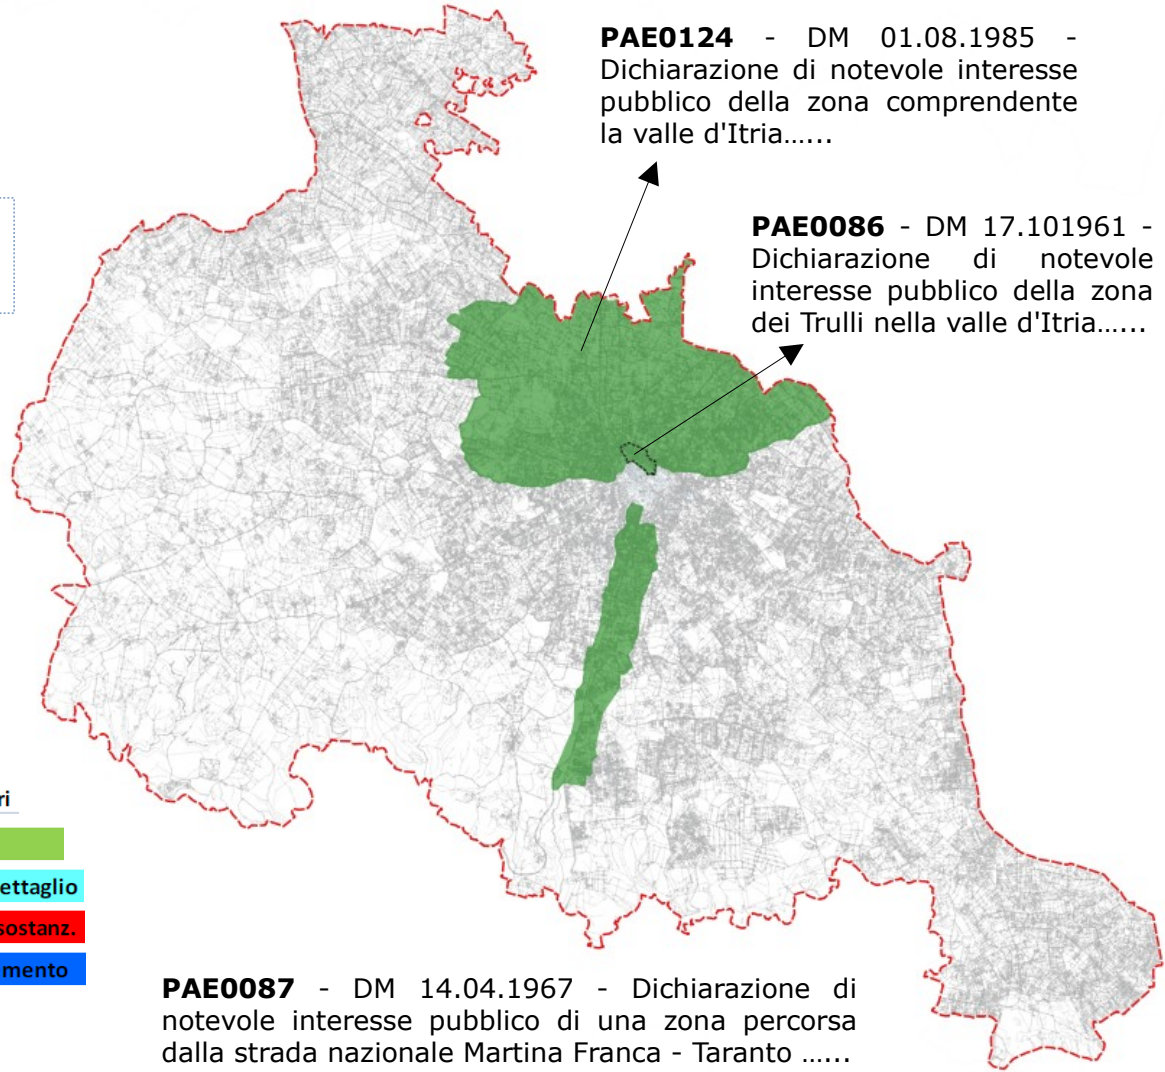 PAE0124 - DM 01.08.1985 -
Dichiarazione di notevole interesse
pubblico della zona comprendente
la valle d'Itria…...
PAE0086 - DM 17.101961 -
Dichiarazione di notevole
interesse pubblico della zona
dei Trulli nella valle d'Itria…...
ri
ettaglio
sostanz.
mento
PAE0087 - DM 14.04.1967 - Dichiarazione di
notevole interesse pubblico di una zona percorsa
dalla strada nazionale Martina Franca - Taranto …...